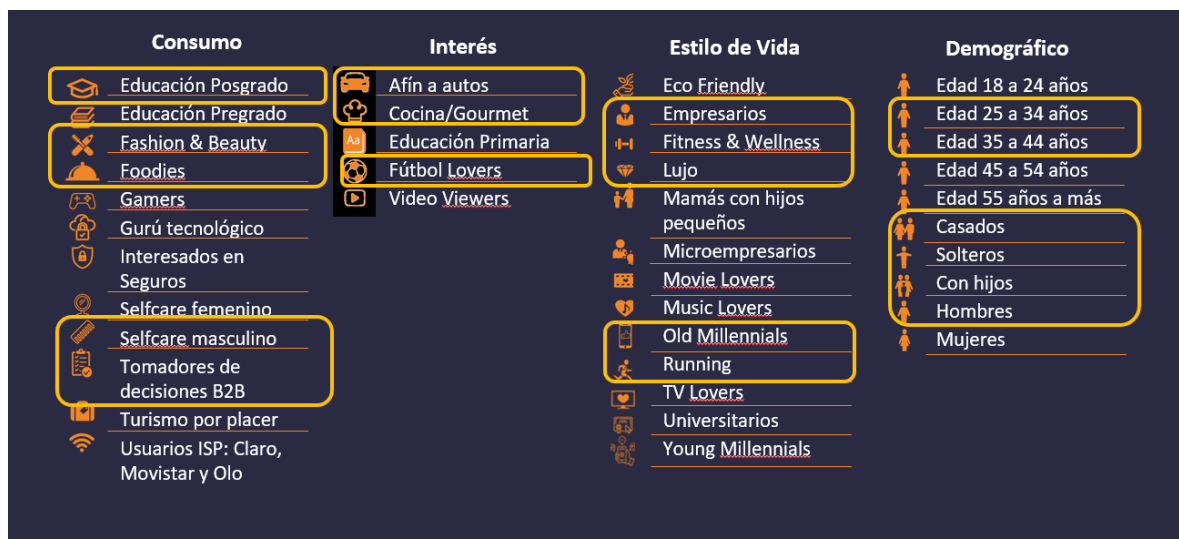 Consumo
Educación Posgrado
Educación Pregrado
Fashion & Beauty
Foodies
Gamers
Gurú tecnológico
Interesados en
Seguros
Selfcare femenino
Selfcare masculino
Tomadores de
decisiones B2B
Turismo por placer
Usuarios ISP: Claro,
Movistar y Olo
Interés
Afín a autos
Cocina/Gourmet
Aa
Educación Primaria
Fútbol Lovers
Video Viewers
Estilo de Vida
Eco Friendly
Empresarios
Fitness & Wellness
Lujo
Mamás con hijos
pequeños
Microempresarios
Movie Lovers
Music Lovers
Old Millennials
Running
TV Lovers
Universitarios
Young Millennials
Demográfico
Edad 18 a 24 años
Edad 25 a 34 años
Edad 35 a 44 años
Edad 45 a 54 años
Edad 55 años a más
Casados
Solteros
Con hijos
Hombres
Mujeres